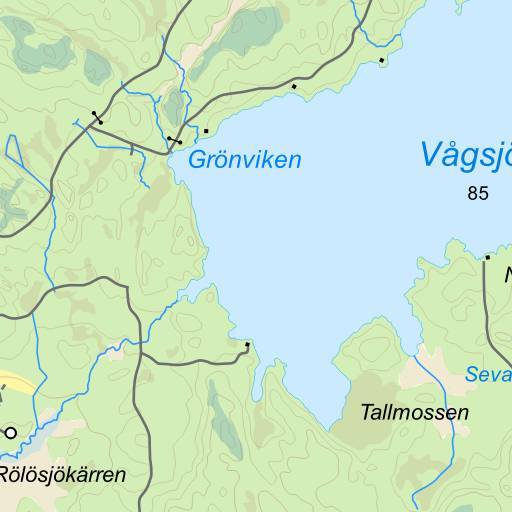 Vågsjö
Grönviken
85
N
Seva
Tallmossen
Rölösjökärren